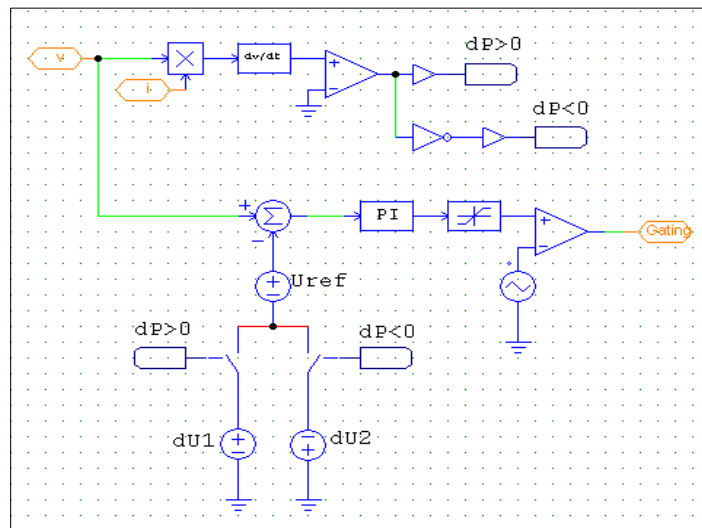 dP>0
v
dv/dt
i
dP<0
PI
Gating
Uref
dP>0
dP<0
dU1
dU2